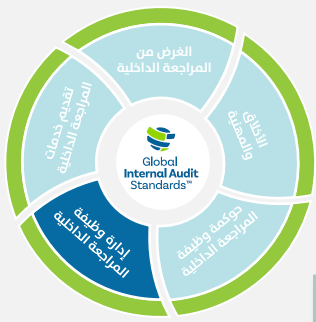 الغرض من
المراجعة الداخلية
الأخلاق
والمهنية
حوكمة وظيفة
المراجعة الداخلية
إدارة وظيفة
المراجعة الداخلية
تقديم خدمات
المراجعة الداخلية
Global
Internal Audit
Standards™